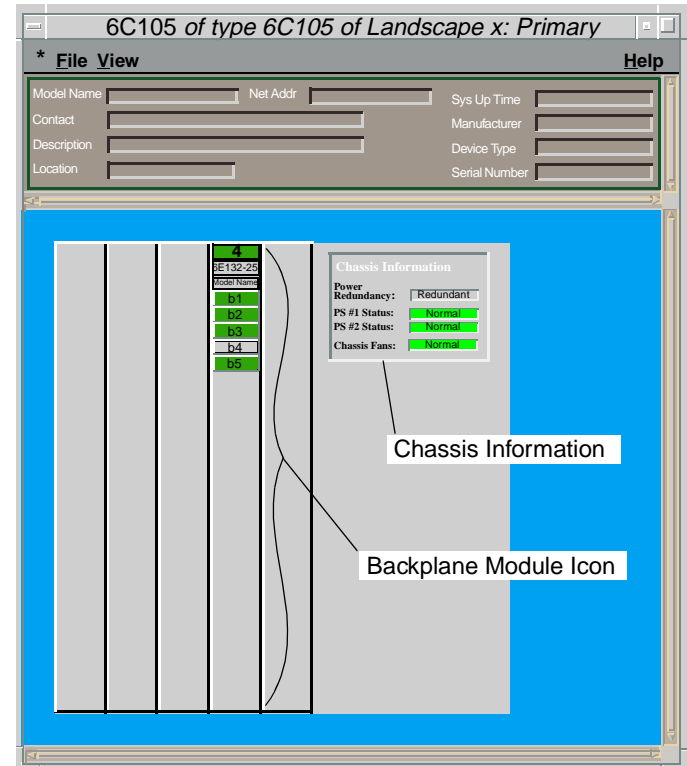 6C105 of type 6C105 of Landscape x: Primary
* File View Help
Model Name Net Addr Sys Up Time
Contact Manufacturer
Description Device Type
Location Serial Number
4
6E132-25
Model Name
b1
b2
b3
b4
b5
Chassis Information
Power
Redundancy: Redundant
PS #1 Status: Normal
PS #2 Status: Normal
Chassis Fans: Normal
Chassis Information
Backplane Module Icon